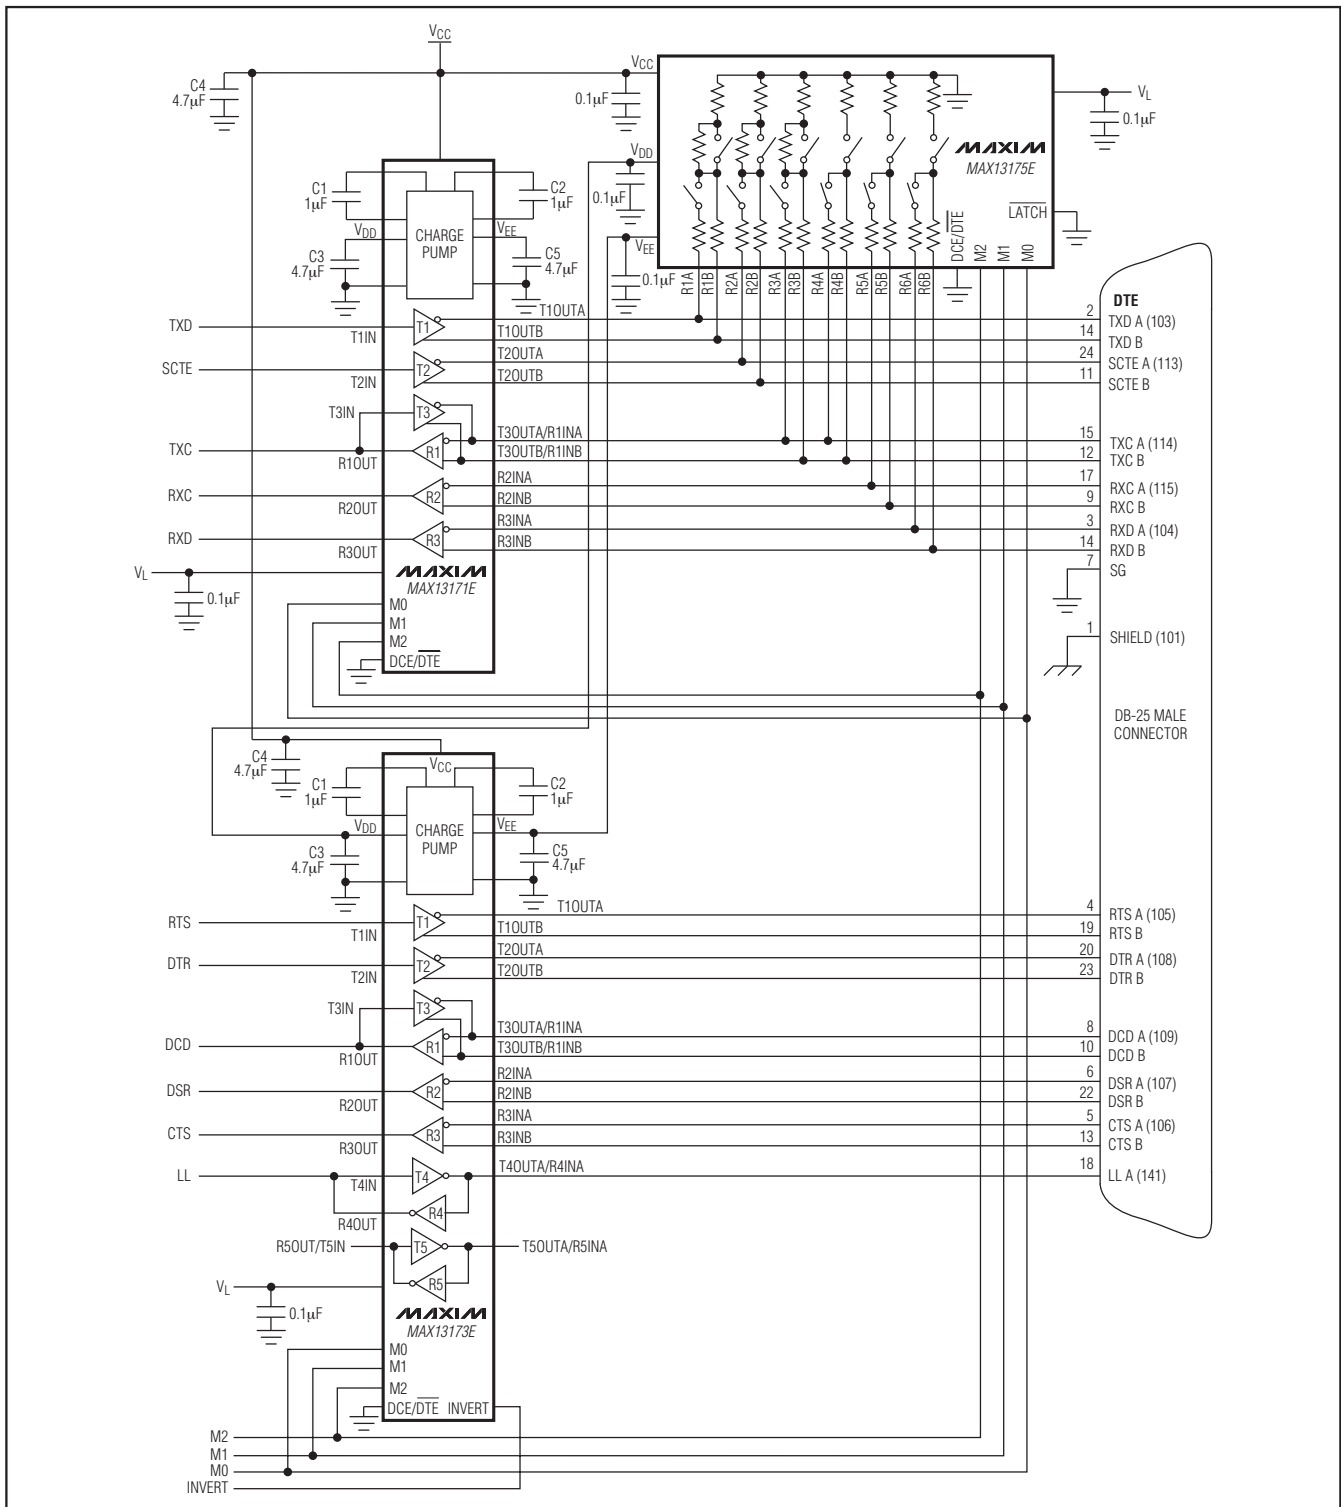 VCC
C4
4.7µF
VCC
0.1µF
VL
0.1µF
MAXIM
MAX13175E
VDD
0.1µF
C1
1µF
C2
1µF
LATCH
DCE/DTE
M2
M1
M0
VDD
CHARGE
PUMP
VEE
VEE
C3
4.7µF
C5
4.7µF
0.1µF
R1A
R1B
R2A
R2B
R3A
R3B
R4A
R4B
R5A
R5B
R6A
R6B
DTE
TXD
T1IN
T1
T1OUTA
2
TXD A (103)
T1OUTB
14
TXD B
SCTE
T2IN
T2
T2OUTA
24
SCTE A (113)
T2OUTB
11
SCTE B
T3IN
T3
TXC
R1OUT
R1
T3OUTA/R1INA
15
TXC A (114)
T3OUTB/R1INB
12
TXC B
RXC
R2OUT
R2
R2INA
17
RXC A (115)
R2INB
9
RXC B
RXD
R3OUT
R3
R3INA
3
RXD A (104)
R3INB
14
RXD B
7
SG
VL
0.1µF
MAXIM
MAX13171E
M0
M1
M2
DCE/DTE
1
SHIELD (101)
DB-25 MALE
CONNECTOR
C4
4.7µF
VCC
C1
1µF
C2
1µF
VDD
CHARGE
PUMP
VEE
C3
4.7µF
C5
4.7µF
RTS
T1IN
T1
T1OUTA
4
RTS A (105)
T1OUTB
19
RTS B
DTR
T2IN
T2
T2OUTA
20
DTR A (108)
T2OUTB
23
DTR B
T3IN
T3
DCD
R1OUT
R1
T3OUTA/R1INA
8
DCD A (109)
T3OUTB/R1INB
10
DCD B
DSR
R2OUT
R2
R2INA
6
DSR A (107)
R2INB
22
DSR B
CTS
R3OUT
R3
R3INA
5
CTS A (106)
R3INB
13
CTS B
LL
T4IN
T4
T4OUTA/R4INA
18
LL A (141)
R4OUT
R4
R5OUT/T5IN
T5
T5OUTA/R5INA
R5
VL
0.1µF
MAXIM
MAX13173E
M0
M1
M2
DCE/DTE INVERT
M2
M1
M0
INVERT